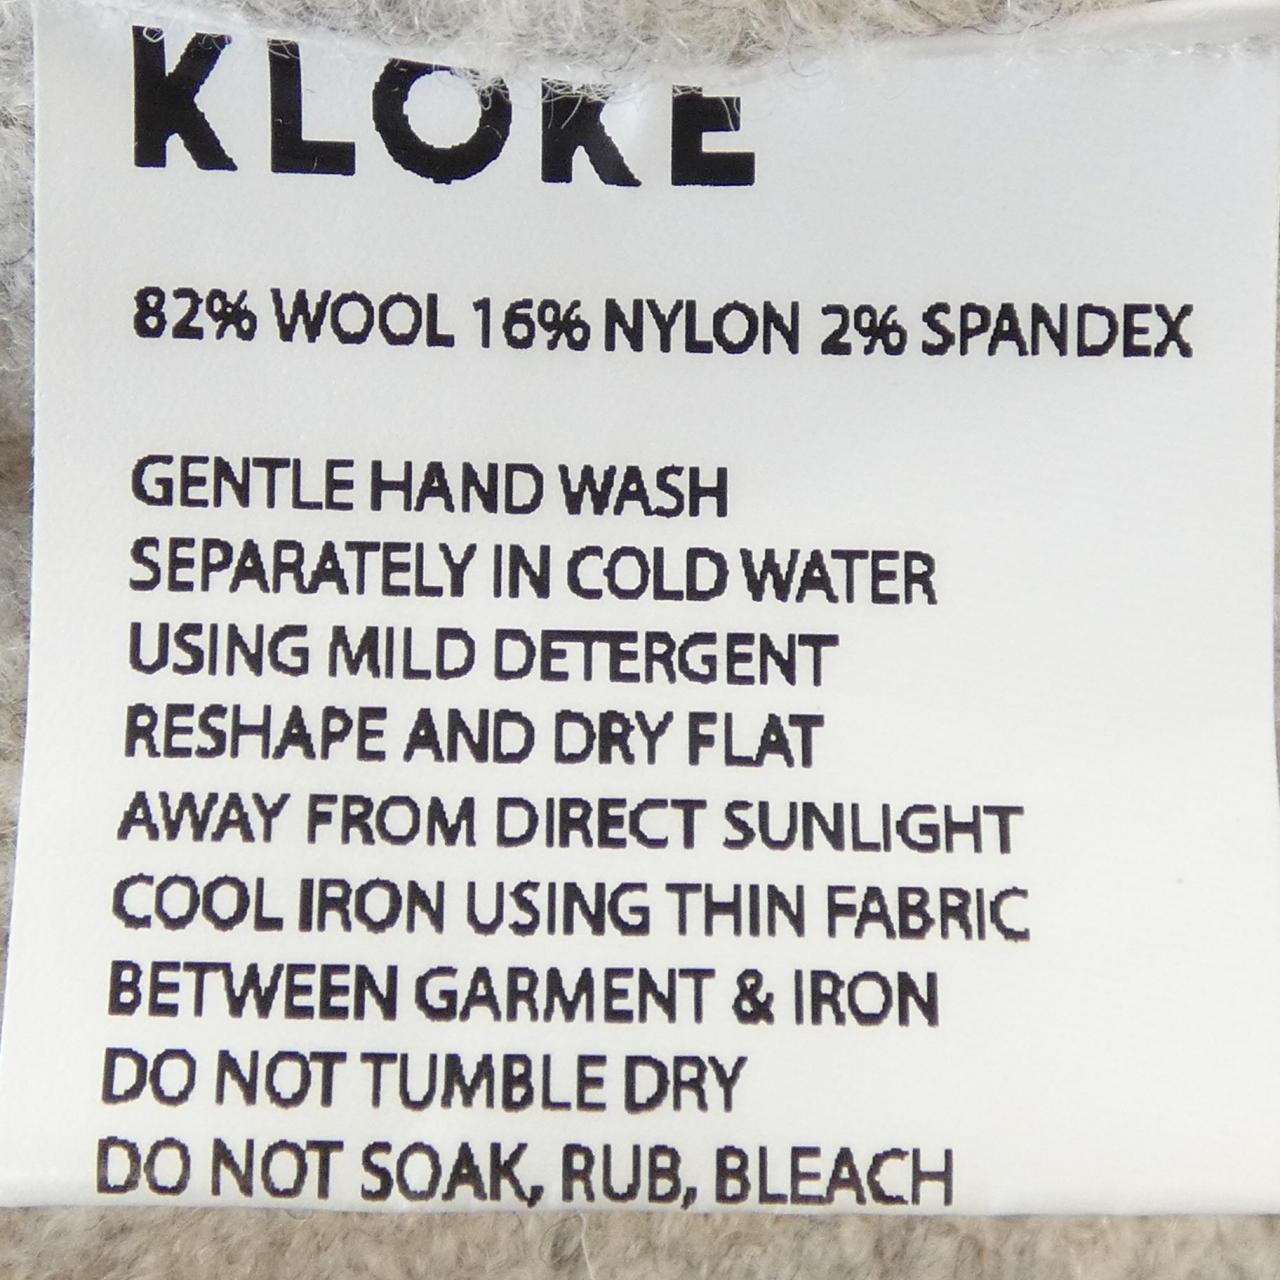 KLOKE
82% WOOL 16% NYLON 2% SPANDEX
GENTLE HAND WASH
SEPARATELY IN COLD WATER
USING MILD DETERGENT
RESHAPE AND DRY FLAT
AWAY FROM DIRECT SUNLIGHT
COOL IRON USING THIN FABRIC
BETWEEN GARMENT & IRON
DO NOT TUMBLE DRY
DO NOT SOAK, RUB, BLEACH